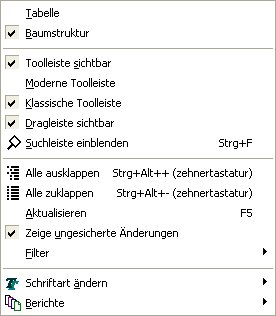 Tabelle
Baumstruktur
Toolleiste sichtbar
Moderne Toolleiste
Klassische Toolleiste
Dragleiste sichtbar
Suchleiste einblenden Strg+F
Alle ausklappen Strg+Alt++ (zehnertastatur)
Alle zuklappen Strg+Alt+- (zehnertastatur)
Aktualisieren F5
Zeige ungesicherte Änderungen
Filter
Schriftart ändern
Berichte